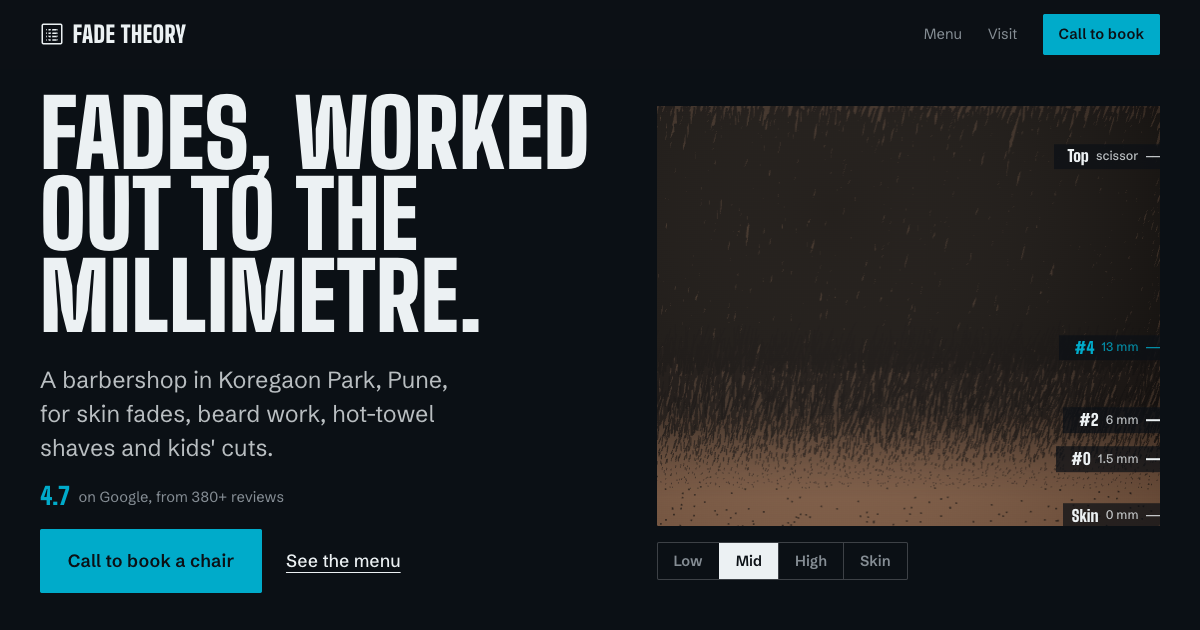 FADE THEORY
Menu
Visit
Call to book
FADES, WORKED
OUT TO THE
MILLIMETRE.
A barbershop in Koregaon Park, Pune,
for skin fades, beard work, hot-towel
shaves and kids' cuts.
4.7 on Google, from 380+ reviews
Call to book a chair
See the menu
Top scissor
#4 13 mm
#2 6 mm
#0 1.5 mm
Skin 0 mm
Low
Mid
High
Skin